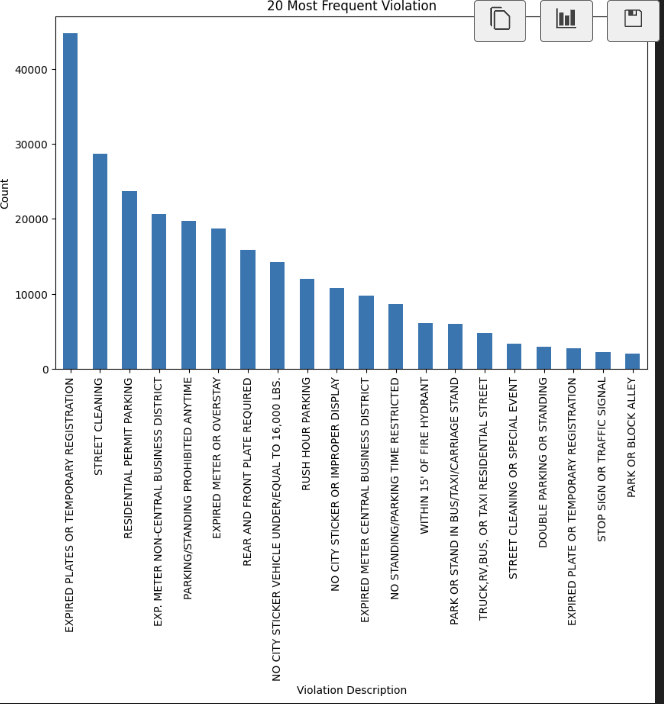 20 Most Frequent Violation
Count
40000
30000
20000
10000
0
EXPIRED PLATES OR TEMPORARY REGISTRATION
STREET CLEANING
RESIDENTIAL PERMIT PARKING
EXP. METER NON-CENTRAL BUSINESS DISTRICT
PARKING/STANDING PROHIBITED ANYTIME
EXPIRED METER OR OVERSTAY
REAR AND FRONT PLATE REQUIRED
NO CITY STICKER VEHICLE UNDER/EQUAL TO 16,000 LBS.
RUSH HOUR PARKING
NO CITY STICKER OR IMPROPER DISPLAY
EXPIRED METER CENTRAL BUSINESS DISTRICT
NO STANDING/PARKING TIME RESTRICTED
WITHIN 15' OF FIRE HYDRANT
PARK OR STAND IN BUS/TAXI/CARRIAGE STAND
TRUCK,RV,BUS, OR TAXI RESIDENTIAL STREET
STREET CLEANING OR SPECIAL EVENT
DOUBLE PARKING OR STANDING
EXPIRED PLATE OR TEMPORARY REGISTRATION
STOP SIGN OR TRAFFIC SIGNAL
PARK OR BLOCK ALLEY
Violation Description